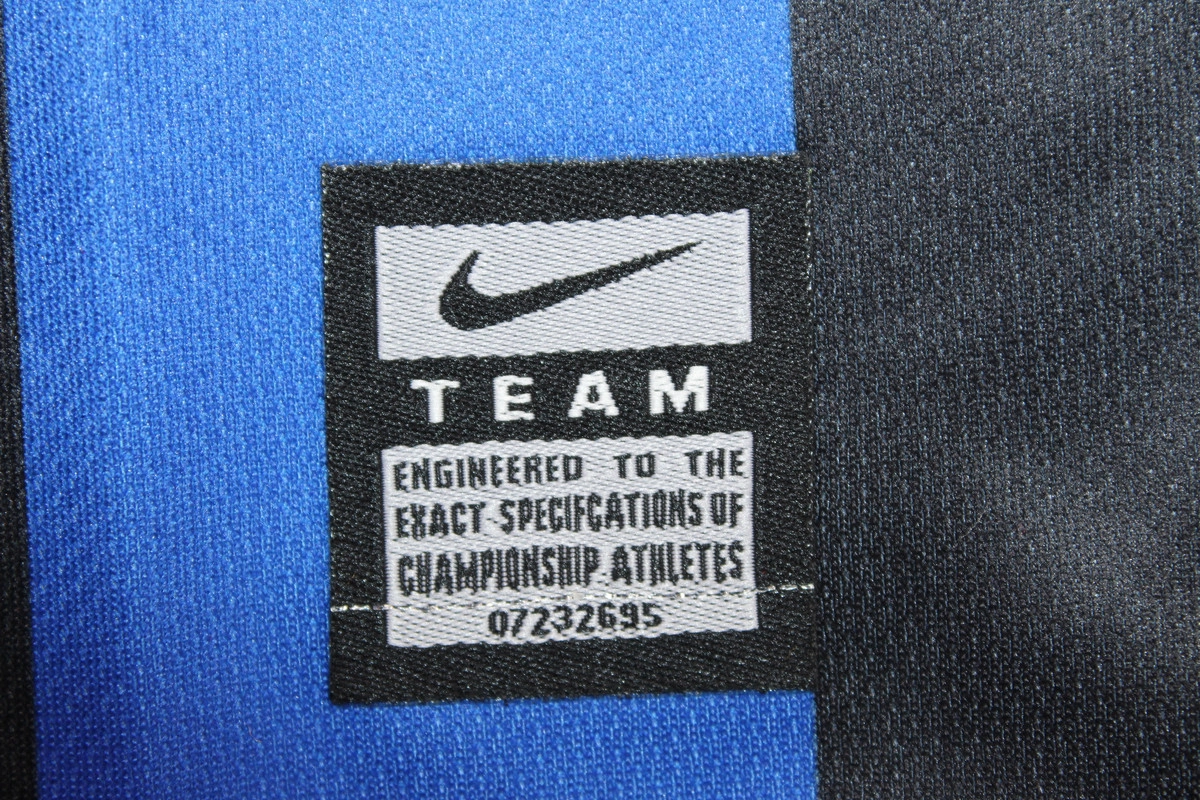 TEAM
ENGINEERED TO THE
EXACT SPECIFCATIONS OF
CHAMPIONSHIP ATHLETES
07232695